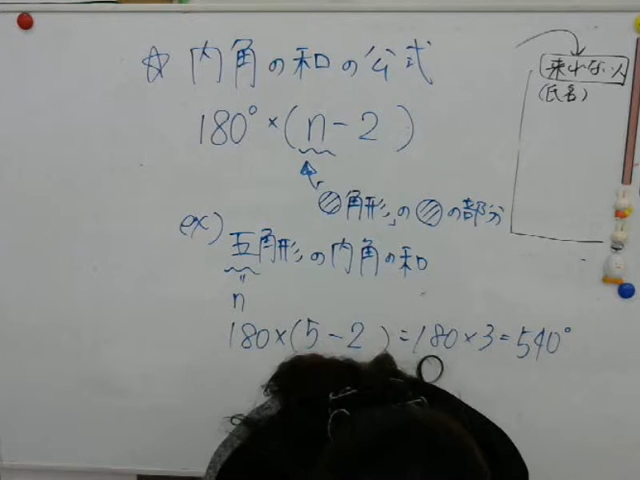 ☆ 内角の和の公式
180°×(n-2)
角形」の
の部分
ex)
五角形の内角の和
n
180×(5-2)=180×3=540°
来れない人
(氏名)